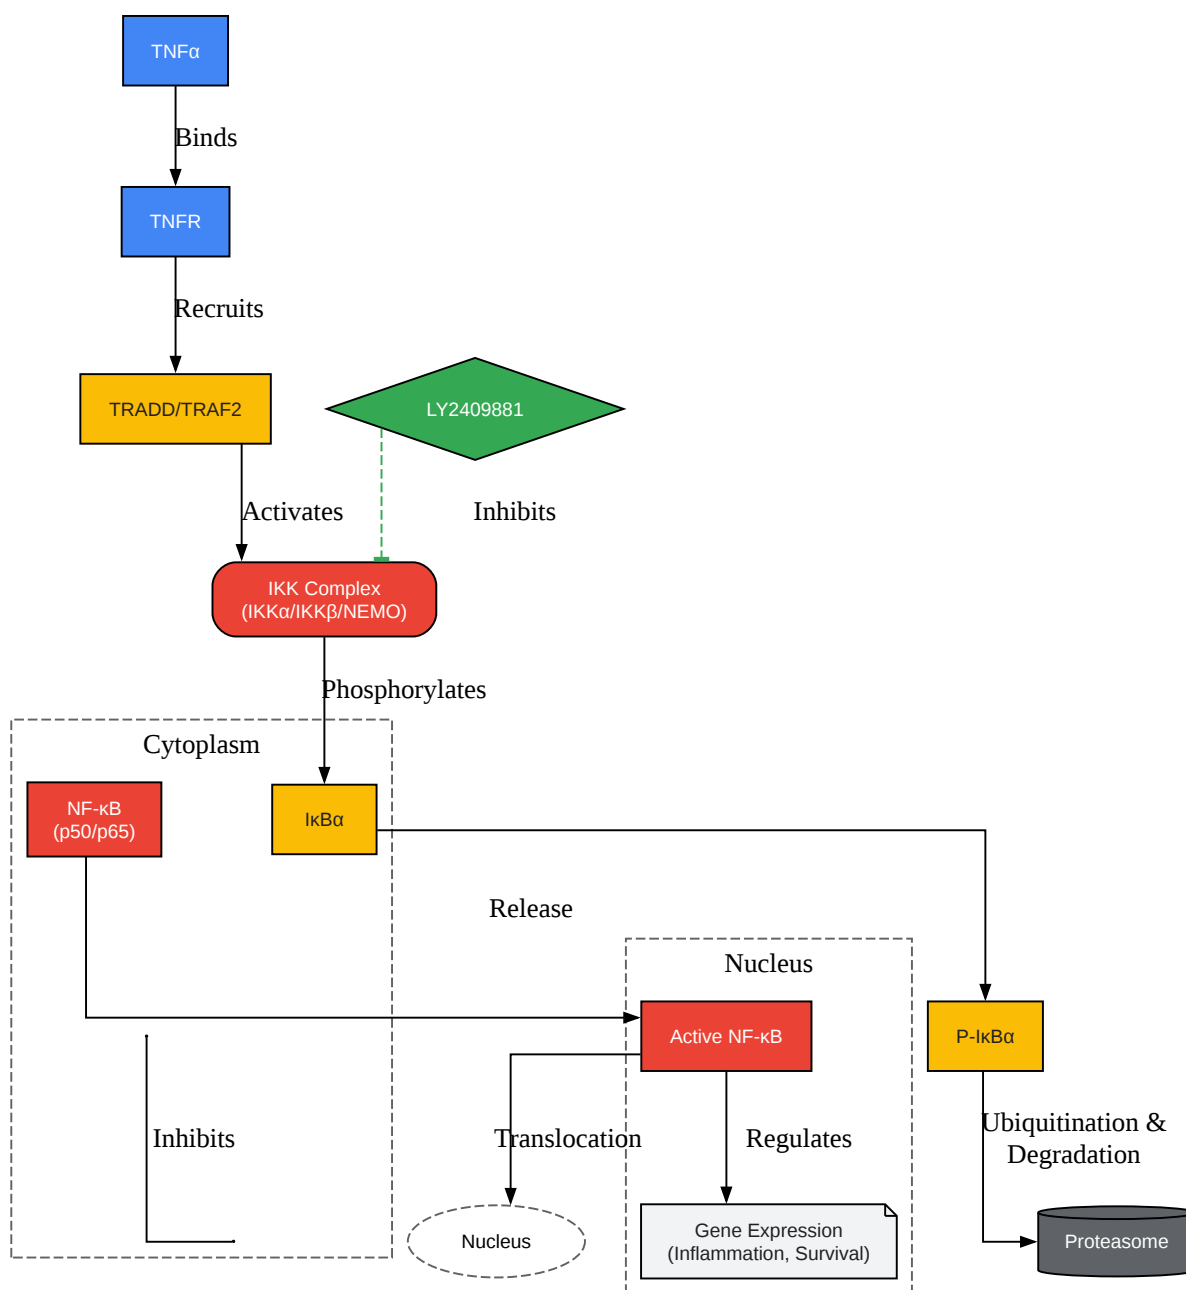 TNFα
Binds
TNFR
Recruits
TRADD/TRAF2
LY2409881
Activates
Inhibits
IKK Complex
(IKKα/IKKβ/NEMO)
Phosphorylates
Cytoplasm
NF-κB
(p50/p65)
IκBα
Release
Nucleus
Active NF-κB
P-IκBα
Inhibits
Translocation
Regulates
Ubiquitination &
Degradation
Nucleus
Gene Expression
(Inflammation, Survival)
Proteasome